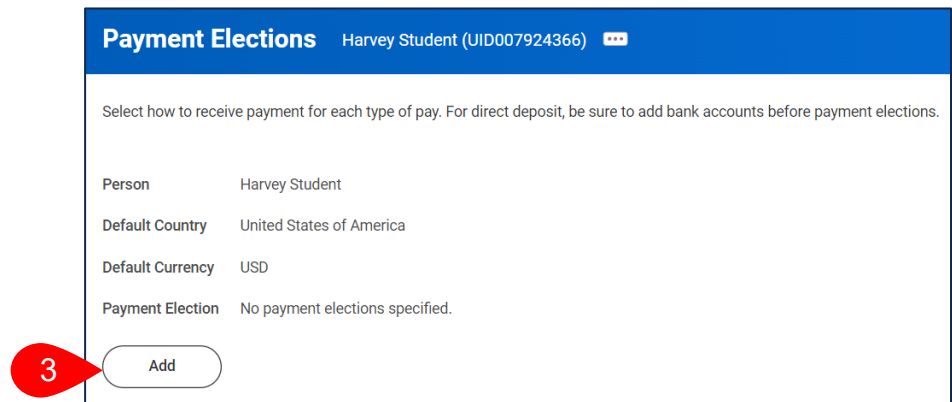 Payment Elections Harvey Student (UID007924366)
Select how to receive payment for each type of pay. For direct deposit, be sure to add bank accounts before payment elections.
Person Harvey Student
Default Country United States of America
Default Currency USD
Payment Election No payment elections specified.
3 Add